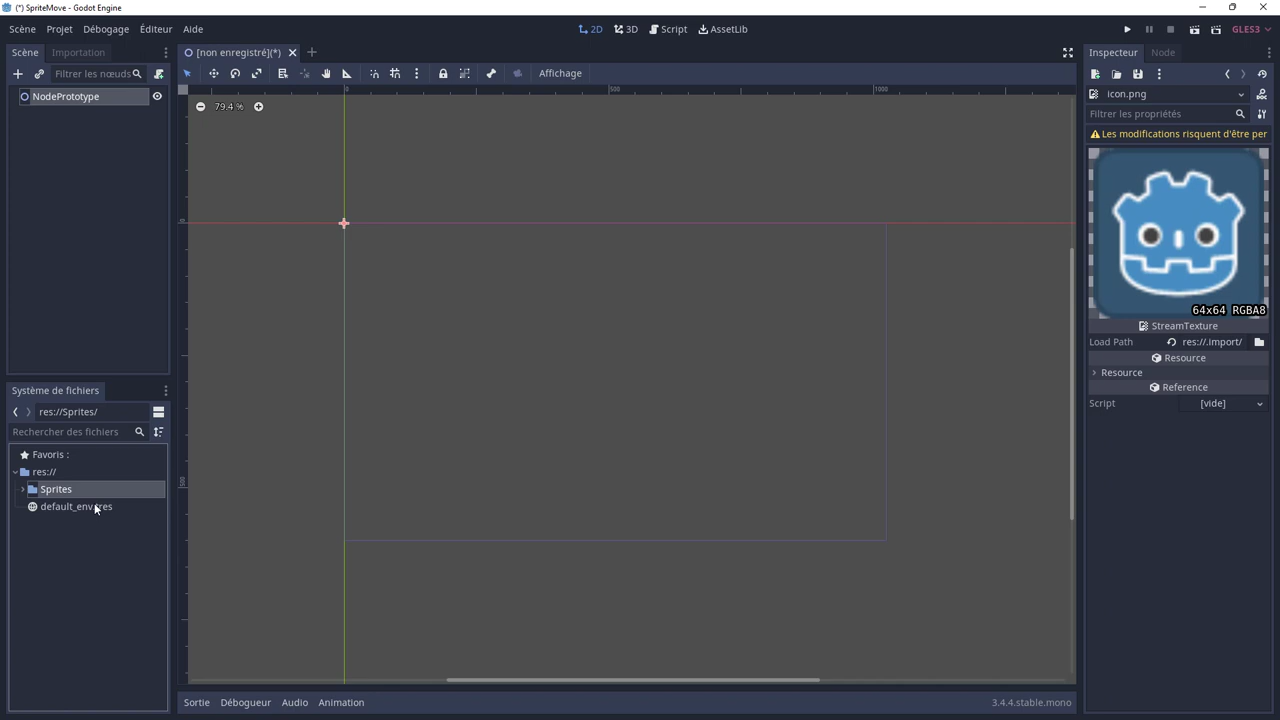 (*) SpriteMove - Godot Engine
Scène Projet Débogage Éditeur Aide
2D 3D Script AssetLib
GLES3
Scène Importation
[non enregistré](*)
Inspecteur Node
Filtrer les nœuds
Affichage
NodePrototype
icon.png
79.4 %
0 500 1000
Filtrer les propriétés
Les modifications risquent d'être per
0
64x64 RGBA8
StreamTexture
Load Path res://.import/
Resource
Resource
Reference
Script [vide]
Système de fichiers
res://Sprites/
Rechercher des fichiers
Favoris :
res://
Sprites
default_env.tres
500
Sortie Débogueur Audio Animation
3.4.4.stable.mono